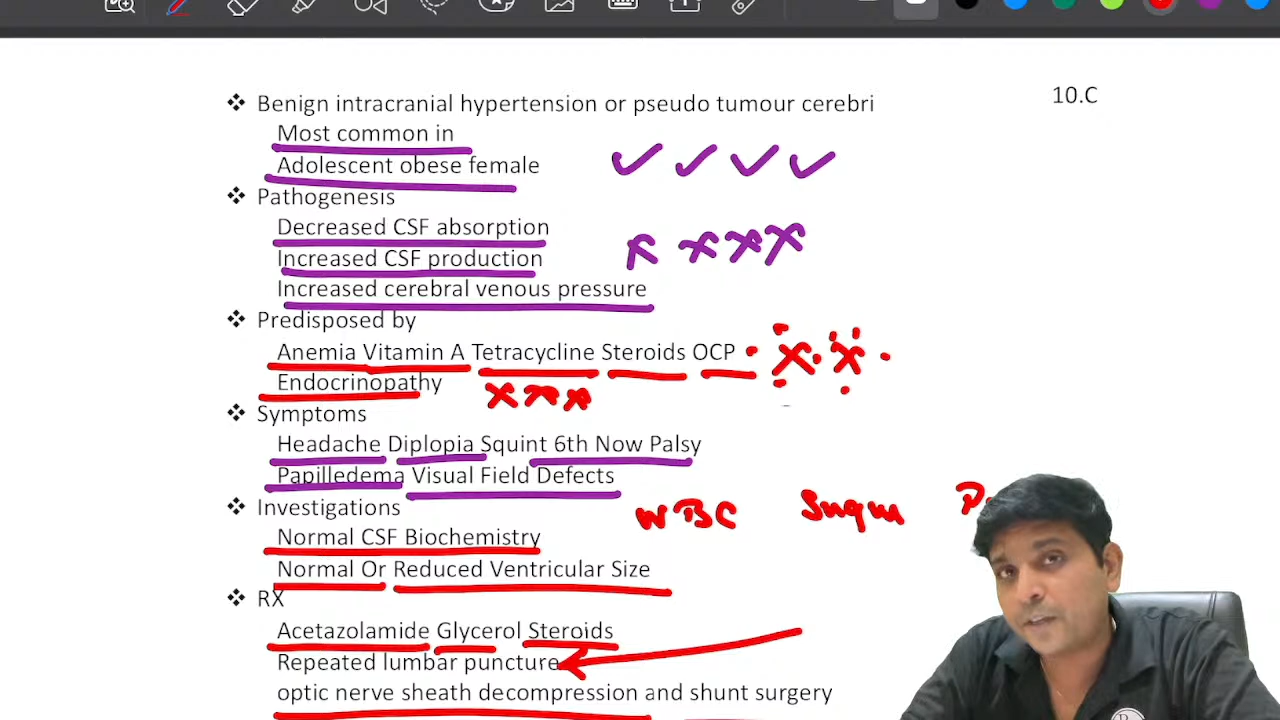 ❖ Benign intracranial hypertension or pseudo tumour cerebri
10.C
Most common in
Adolescent obese female
❖ Pathogenesis
Decreased CSF absorption
Increased CSF production
Increased cerebral venous pressure
❖ Predisposed by
Anemia Vitamin A Tetracycline Steroids OCP
Endocrinopathy
❖ Symptoms
Headache Diplopia Squint 6th Now Palsy
Papilledema Visual Field Defects
❖ Investigations
WBC
Normal CSF Biochemistry
Normal Or Reduced Ventricular Size
❖ RX
Acetazolamide Glycerol Steroids
Repeated lumbar puncture
optic nerve sheath decompression and shunt surgery